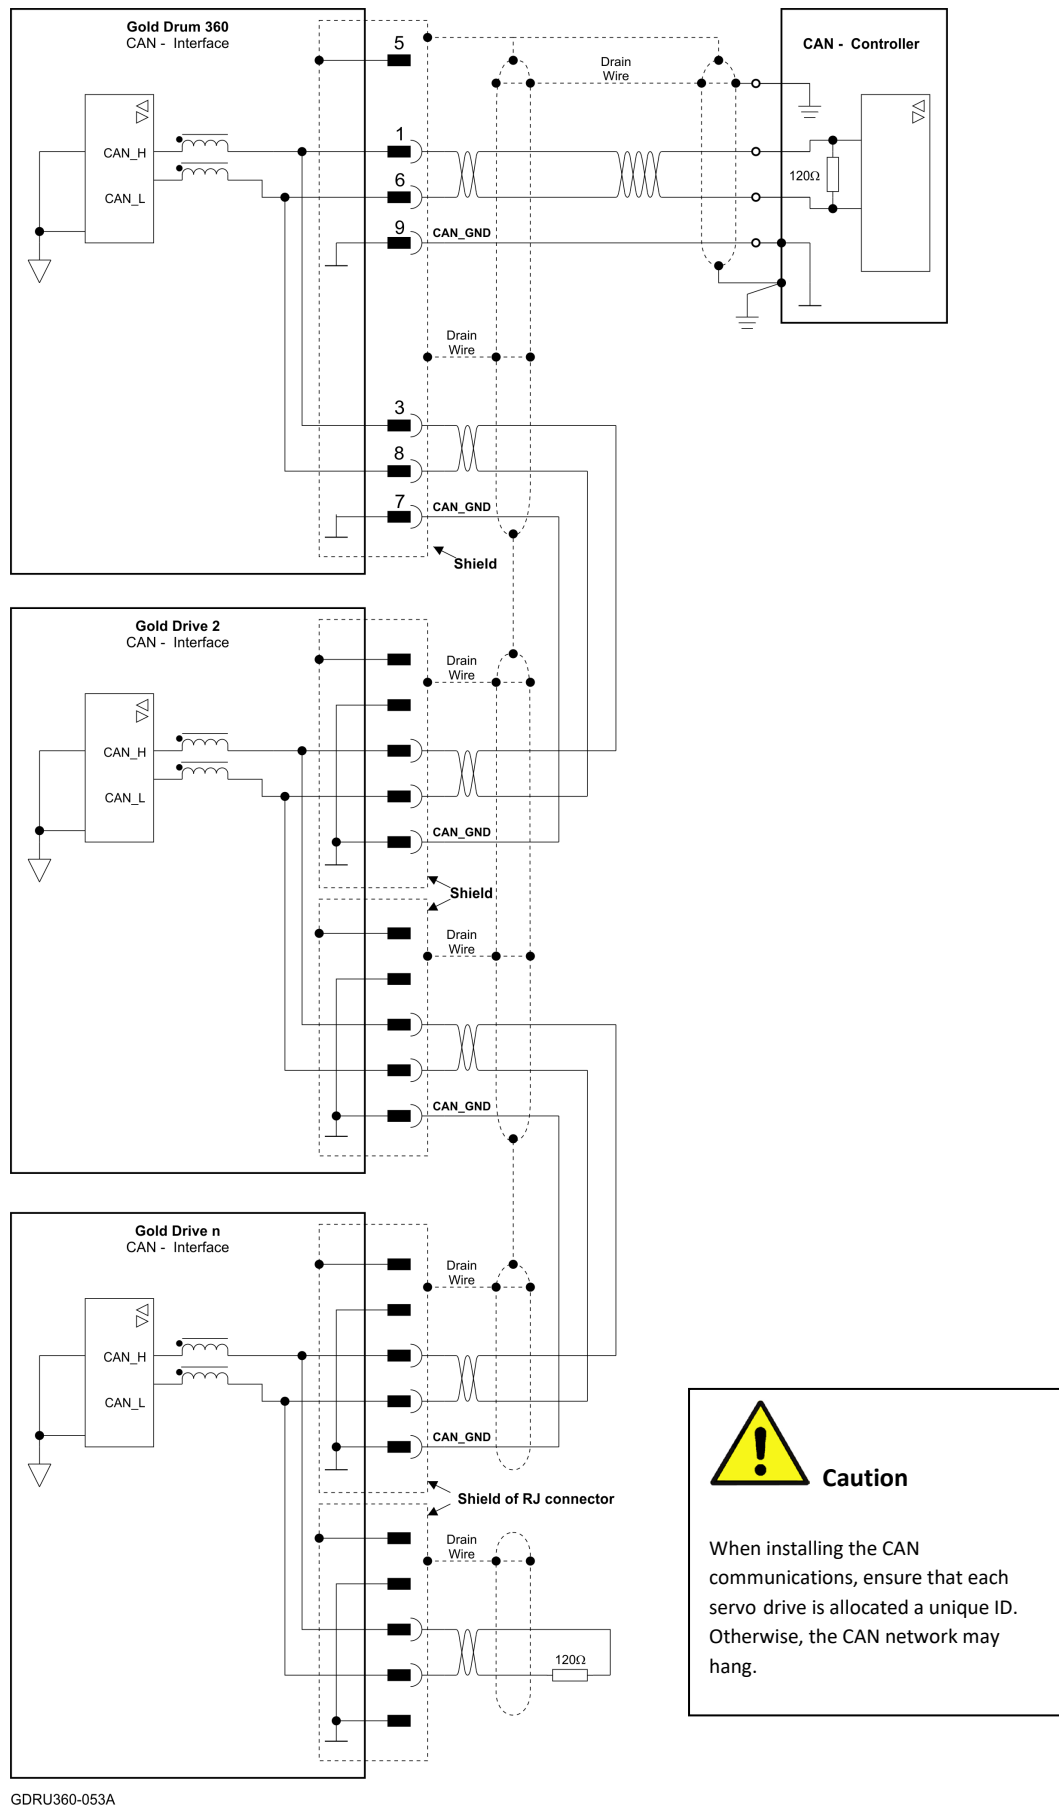 Gold Drum 360
CAN - Interface
CAN_H
CAN_L
5
1
6
9
CAN_GND
Drain
Wire
CAN - Controller
120Ω
Drain
Wire
3
8
7
CAN_GND
Shield
Gold Drive 2
CAN - Interface
CAN_H
CAN_L
Drain
Wire
CAN_GND
Shield
Drain
Wire
CAN_GND
Gold Drive n
CAN - Interface
CAN_H
CAN_L
Drain
Wire
CAN_GND
Shield of RJ connector
Drain
Wire
120Ω
Caution
When installing the CAN
communications, ensure that each
servo drive is allocated a unique ID.
Otherwise, the CAN network may
hang.
GDRU360-053A